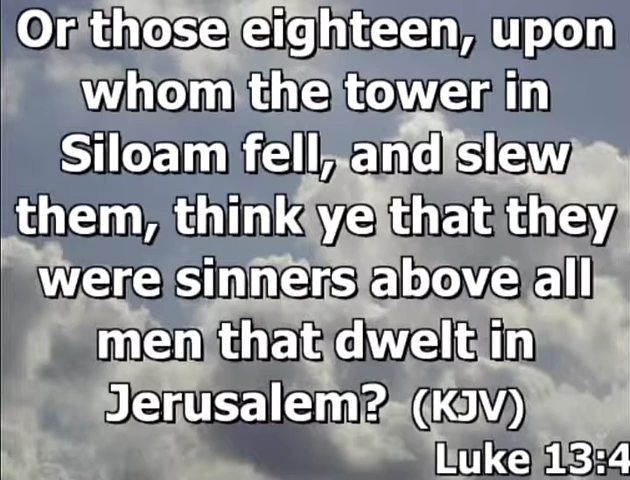 Or those eighteen, upon
whom the tower in
Siloam fell, and slew
them, think ye that they
were sinners above all
men that dwelt in
Jerusalem? (KJV)
Luke 13:4